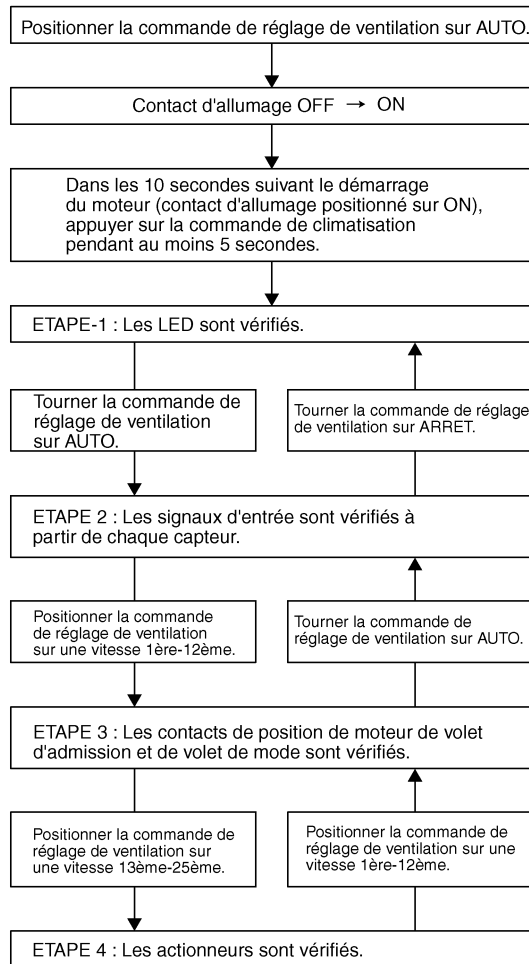 Positionner la commande de réglage de ventilation sur AUTO.
Contact d'allumage OFF → ON
Dans les 10 secondes suivant le démarrage
du moteur (contact d'allumage positionné sur ON),
appuyer sur la commande de climatisation
pendant au moins 5 secondes.
ETAPE-1 : Les LED sont vérifiés.
Tourner la commande de
réglage de ventilation
sur AUTO.
Tourner la commande de réglage
de ventilation sur ARRET.
ETAPE 2 : Les signaux d'entrée sont vérifiés à
partir de chaque capteur.
Positionner la commande
de réglage de ventilation
sur une vitesse 1ère-12ème.
Tourner la commande de
réglage de ventilation sur AUTO.
ETAPE 3 : Les contacts de position de moteur de volet
d'admission et de volet de mode sont vérifiés.
Positionner la commande de
réglage de ventilation sur
une vitesse 13ème-25ème.
Positionner la commande de
réglage de ventilation sur une
vitesse 1ère-12ème.
ETAPE 4 : Les actionneurs sont vérifiés.